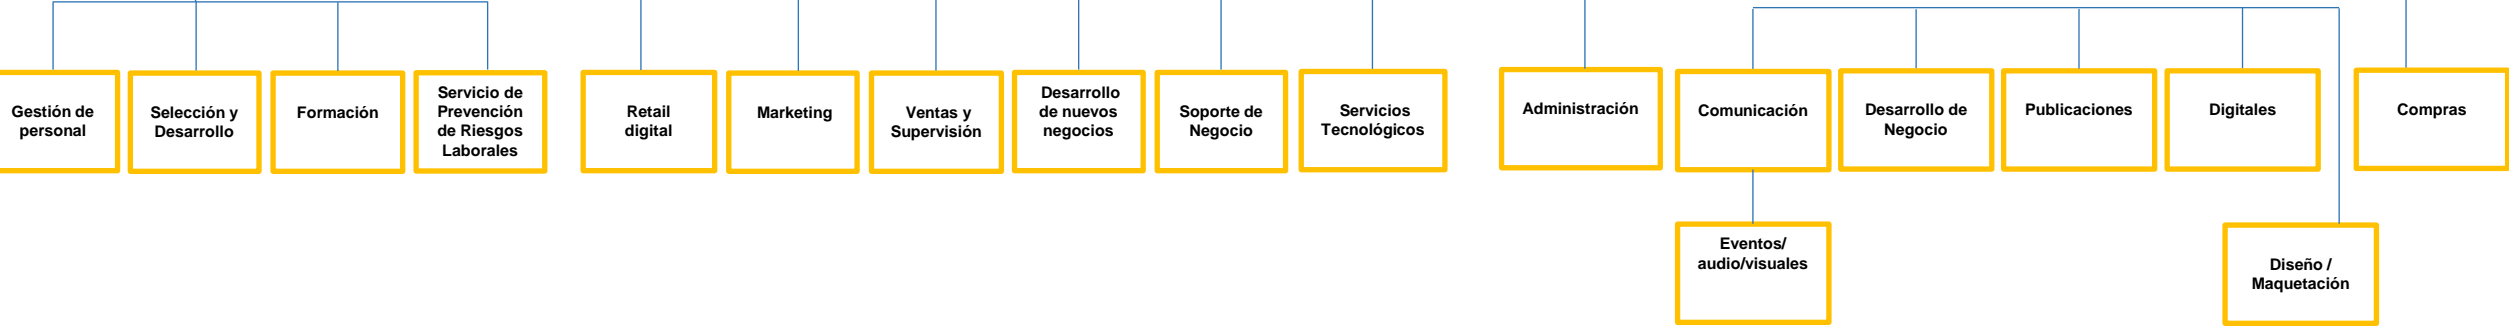 Gestión de
personal
Selección y
Desarrollo
Formación
Servicio de
Prevención
de Riesgos
Laborales
Retail
digital
Marketing
Ventas y
Supervisión
Desarrollo
de nuevos
negocios
Soporte de
Negocio
Servicios
Tecnológicos
Administración
Comunicación
Desarrollo de
Negocio
Publicaciones
Digitales
Compras
Eventos/
audio/visuales
Diseño /
Maquetación